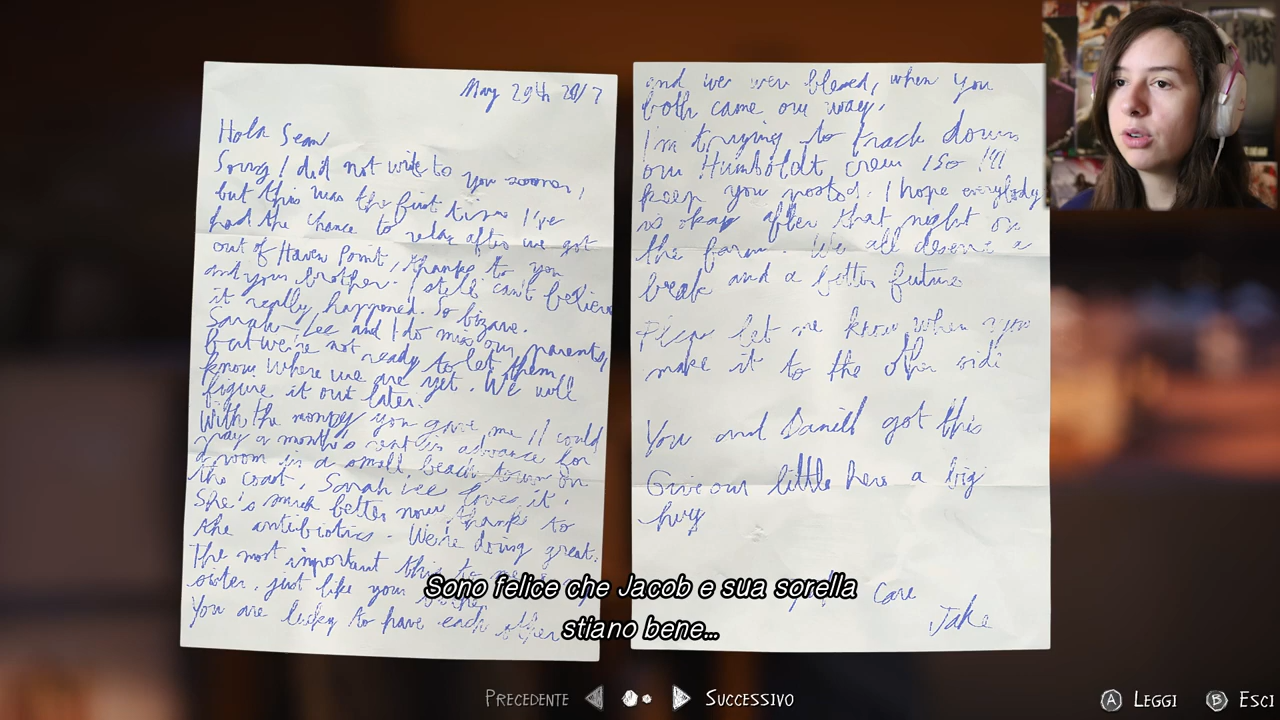 May 29th 2017
Hola Sean
Sorry I did not write to you sooner,
but this was the first time I've
had the chance to relax after we got
out of Haven Point, thanks to you
and your brother. I still can't believe
it really happened. So bizare.
Sarah-Lee and I do miss our parents,
but we're not ready to let them
know where we are yet. We will
figure it out later.
With the money you gave me I could
pay a month's rent in advance for
a room in a small beach town on
the coast, Sarah Lee loves it.
She's much better now, thanks to
the antibiotics. We're doing great.
The most important this to me
sister, just like your brother
You are lucky to have each other
and we were blessed, when you
both came our way.
I'm trying to track down
our Humboldt crew so I'll
keep you posted. I hope everybody
is okay after that night on
the farm. We all deserve a
break and a better future
Please let me know when you
make it to the other side
You and Daniel got this
Give our little hero a big
hug
Care
Jake
Sono felice che Jacob e sua sorella
stiano bene...
PRECEDENTE SUCCESSIVO
A LEGGI B ESCI